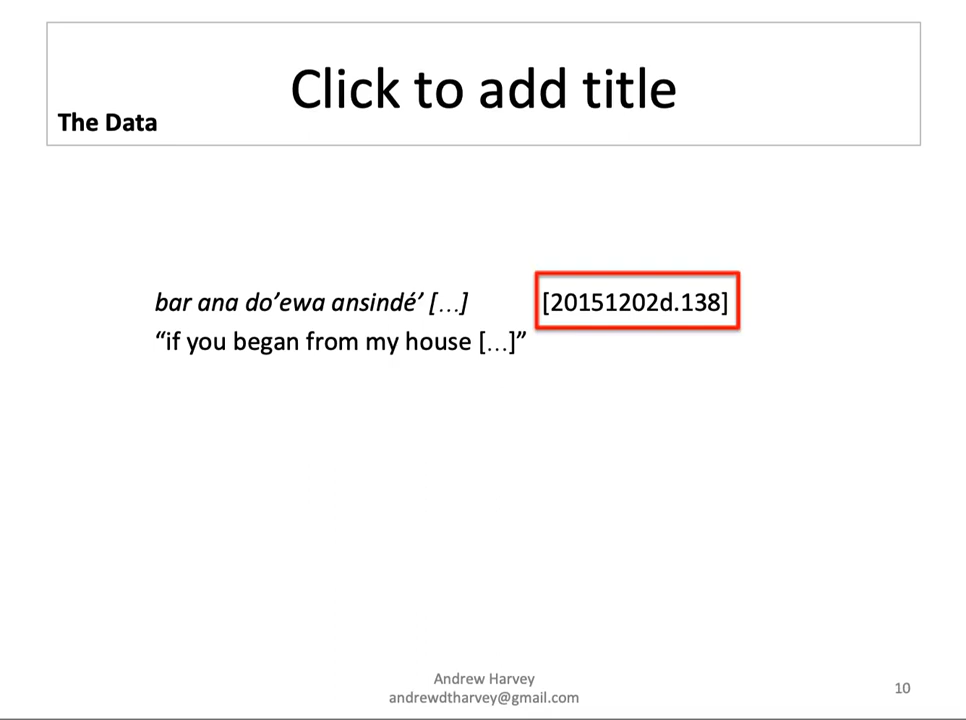 Click to add title
The Data
bar ana do’ewa ansindé’ […] [20151202d.138]
“if you began from my house […]”
Andrew Harvey
andrewdtharvey@gmail.com
10